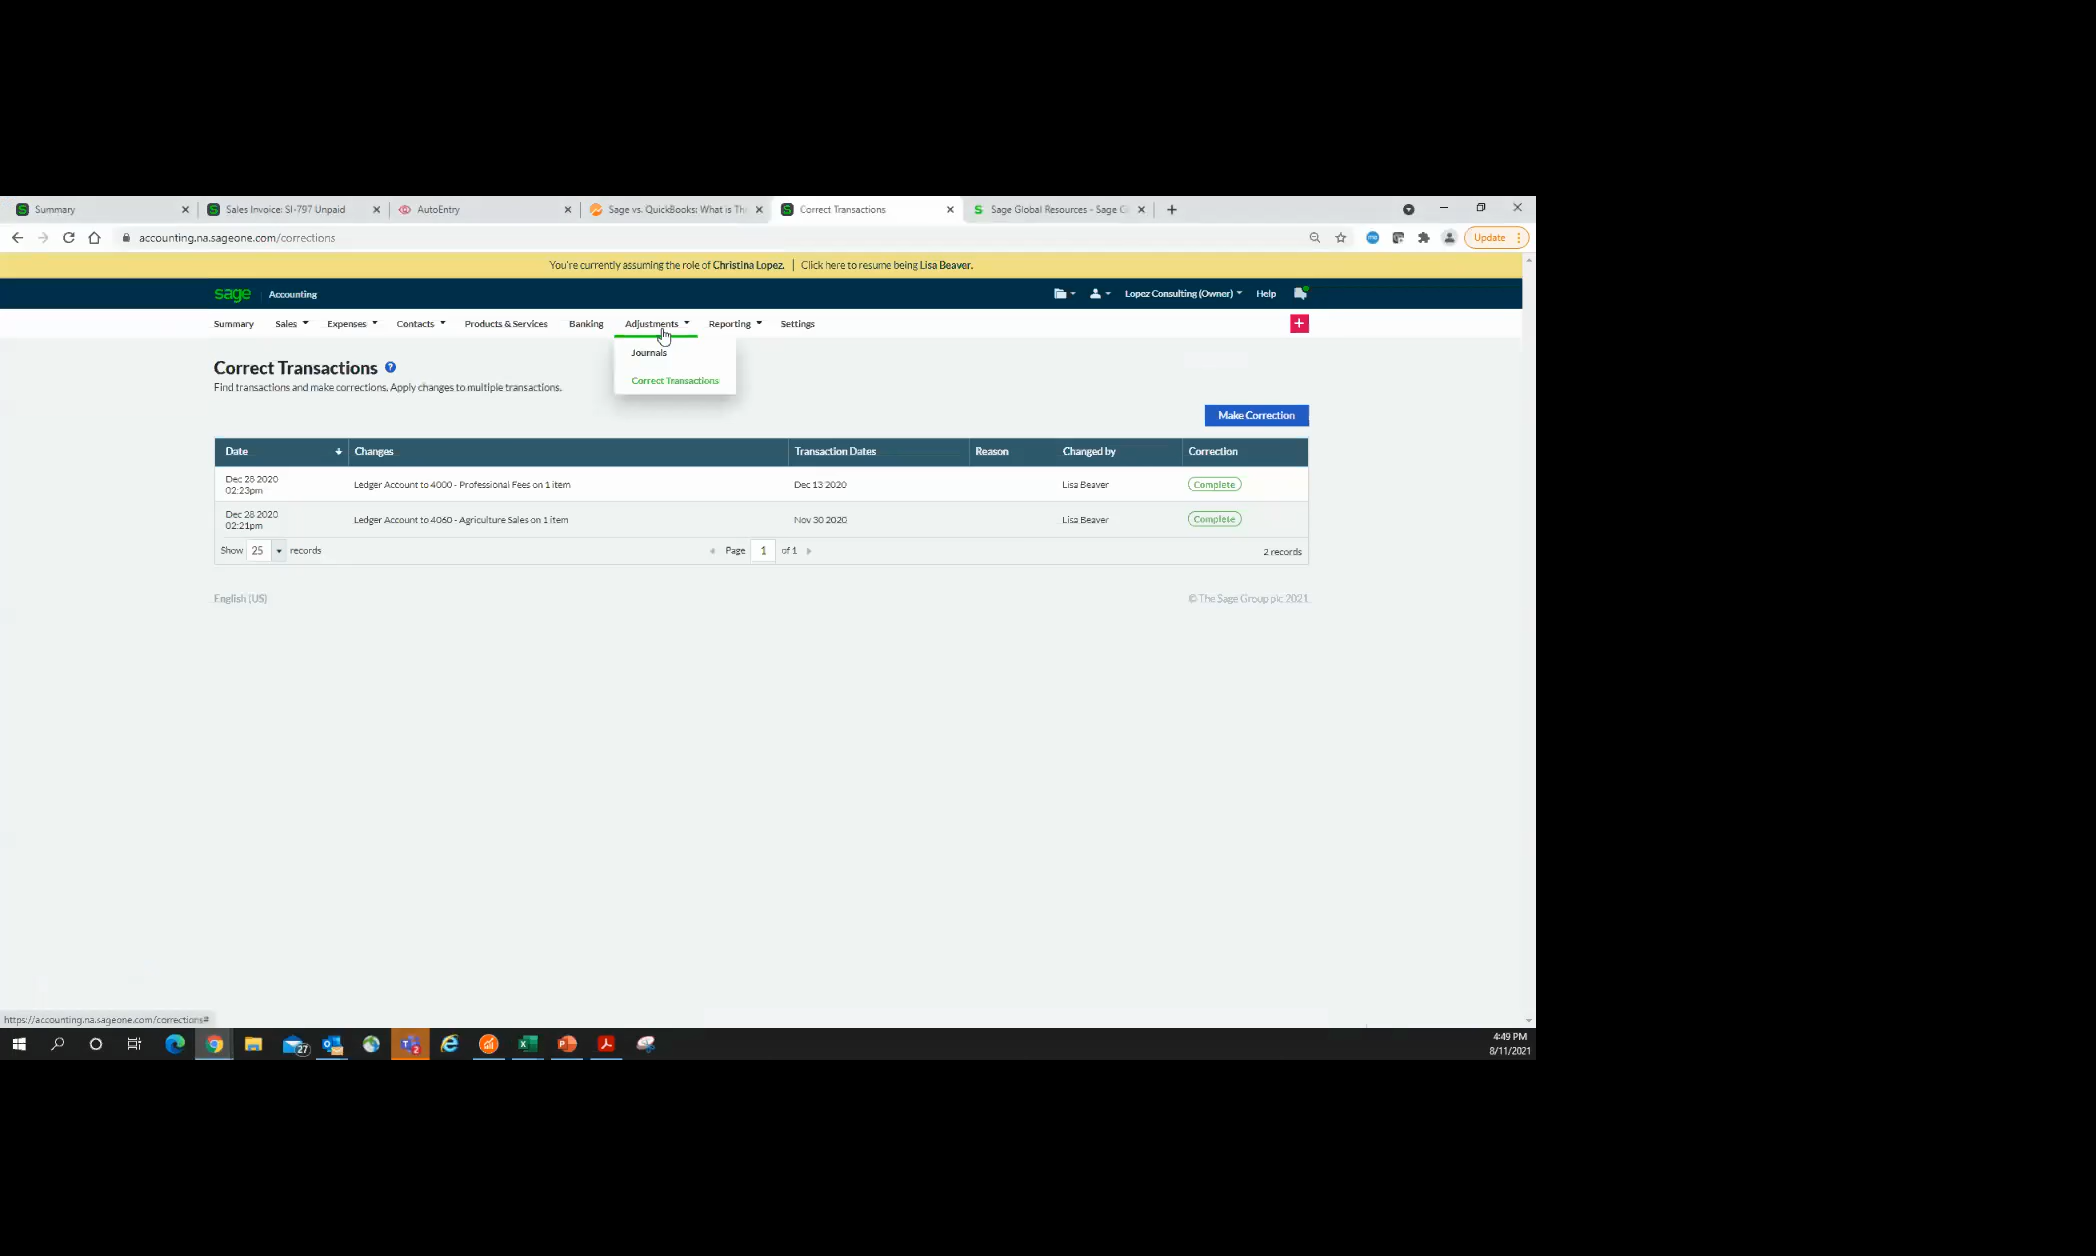 Summary
Sales Invoice: SI-797 Unpaid
AutoEntry
Sage vs. QuickBooks: What is Th
Correct Transactions
Sage Global Resources - Sage G
accounting.na.sageone.com/corrections
Update
You're currently assuming the role of Christina Lopez. | Click here to resume being Lisa Beaver.
sage Accounting
Lopez Consulting (Owner) Help
Summary Sales Expenses Contacts Products & Services Banking Adjustments Reporting Settings
Journals
Correct Transactions
Correct Transactions
Find transactions and make corrections. Apply changes to multiple transactions.
Make Correction
Date Changes Transaction Dates Reason Changed by Correction
Dec 28 2020
02:23pm
Ledger Account to 4000 - Professional Fees on 1 item Dec 13 2020 Lisa Beaver Complete
Dec 28 2020
02:21pm
Ledger Account to 4060 - Agriculture Sales on 1 item Nov 30 2020 Lisa Beaver Complete
Show 25 records Page 1 of 1 2 records
English (US) © The Sage Group plc 2021.
https://accounting.na.sageone.com/corrections#
27
2
4:49 PM
8/11/2021